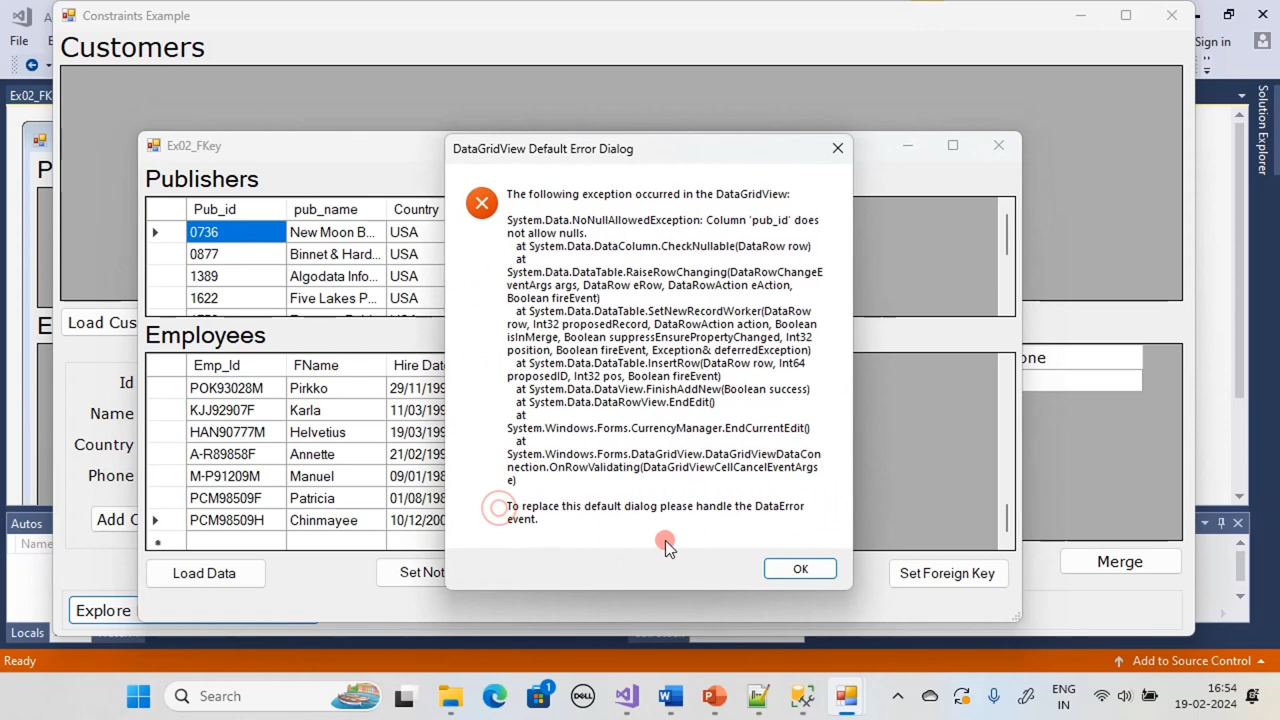 Constraints Example
File
Sign in
Customers
Ex02_FK
Solution Explorer
Ex02_FKey
Publishers
Pub_id pub_name Country
0736 New Moon B... USA
0877 Binnet & Hard... USA
1389 Algodata Info... USA
1622 Five Lakes P... USA
Load Cus
Employees
Emp_Id FName Hire Dat
POK93028M Pirkko 29/11/199
KJJ92907F Karla 11/03/199
HAN90777M Helvetius 19/03/199
A-R89858F Annette 21/02/199
M-P91209M Manuel 09/01/198
PCM98509F Patricia 01/08/198
PCM98509H Chinmayee 10/12/200
Id
Name
Country
Phone
Add C
one
Load Data
Set Not
Set Foreign Key
Merge
Explore
DataGridView Default Error Dialog
The following exception occurred in the DataGridView:
System.Data.NoNullAllowedException: Column 'pub_id' does
not allow nulls.
at System.Data.DataColumn.CheckNullable(DataRow row)
at
System.Data.DataTable.RaiseRowChanging(DataRowChangeE
ventArgs args, DataRow eRow, DataRowAction eAction,
Boolean fireEvent)
at System.Data.DataTable.SetNewRecordWorker(DataRow
row, Int32 proposedRecord, DataRowAction action, Boolean
isInMerge, Boolean suppressEnsurePropertyChanged, Int32
position, Boolean fireEvent, Exception& deferredException)
at System.Data.DataTable.InsertRow(DataRow row, Int64
proposedID, Int32 pos, Boolean fireEvent)
at System.Data.DataView.FinishAddNew(Boolean success)
at System.Data.DataRowView.EndEdit()
at
System.Windows.Forms.CurrencyManager.EndCurrentEdit()
at
System.Windows.Forms.DataGridView.DataGridViewDataCon
nection.OnRowValidating(DataGridViewCellCancelEventArgs
e)
To replace this default dialog please handle the DataError
event.
OK
Autos
Name
Locals
Ready
Add to Source Control
Search
DELL
1
ENG
IN
16:54
19-02-2024